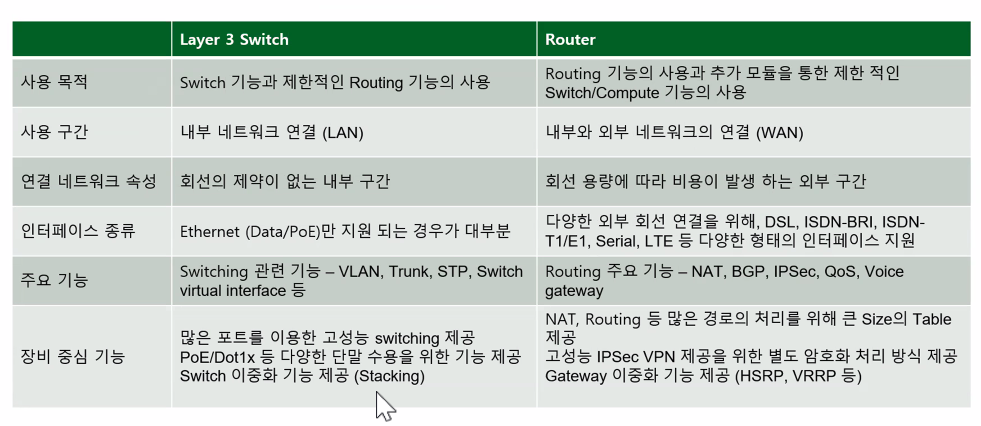 Layer 3 Switch
Router
사용 목적
Switch 기능과 제한적인 Routing 기능의 사용
Routing 기능의 사용과 추가 모듈을 통한 제한 적인
Switch/Compute 기능의 사용
사용 구간
내부 네트워크 연결 (LAN)
내부와 외부 네트워크의 연결 (WAN)
연결 네트워크 속성
회선의 제약이 없는 내부 구간
회선 용량에 따라 비용이 발생 하는 외부 구간
인터페이스 종류
Ethernet (Data/PoE)만 지원 되는 경우가 대부분
다양한 외부 회선 연결을 위해, DSL, ISDN-BRI, ISDN-
T1/E1, Serial, LTE 등 다양한 형태의 인터페이스 지원
주요 기능
Switching 관련 기능 – VLAN, Trunk, STP, Switch
virtual interface 등
Routing 주요 기능 – NAT, BGP, IPSec, QoS, Voice
gateway
장비 중심 기능
많은 포트를 이용한 고성능 switching 제공
PoE/Dot1x 등 다양한 단말 수용을 위한 기능 제공
Switch 이중화 기능 제공 (Stacking)
NAT, Routing 등 많은 경로의 처리를 위해 큰 Size의 Table
제공
고성능 IPSec VPN 제공을 위한 별도 암호화 처리 방식 제공
Gateway 이중화 기능 제공 (HSRP, VRRP 등)